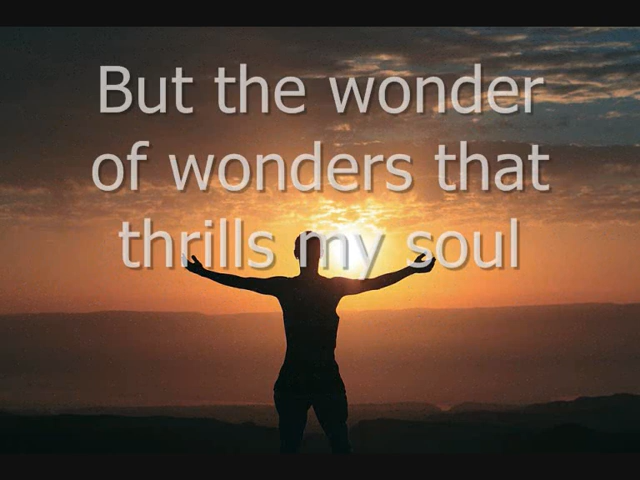 But the wonder
of wonders that
thrills my soul